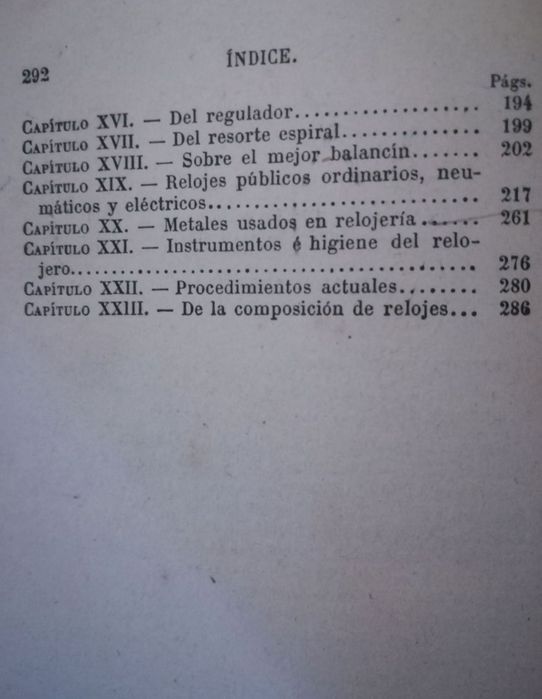 292
ÍNDICE.
Págs.
CAPÍTULO XVI. — Del regulador................... 194
CAPÍTULO XVII. — Del resorte espiral.............. 199
CAPÍTULO XVIII. — Sobre el mejor balancín....... 202
CAPÍTULO XIX. — Relojes públicos ordinarios, neu-
máticos y eléctricos............................. 217
CAPÍTULO XX. — Metales usados en relojería ...... 261
CAPÍTULO XXI. — Instrumentos é higiene del relo-
jero........................................... 276
CAPÍTULO XXII. — Procedimientos actuales........ 280
CAPÍTULO XXIII. — De la composición de relojes... 286